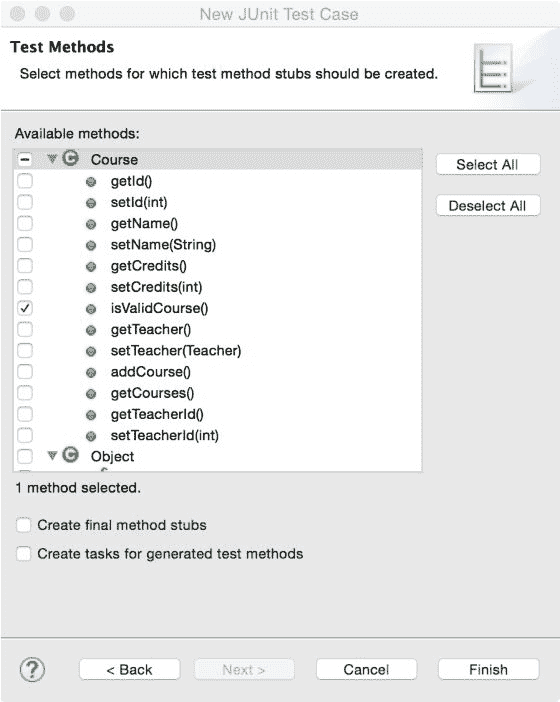 New JUnit Test Case
Test Methods
Select methods for which test method stubs should be created.
Available methods:
C Course
getId()
setId(int)
getName()
setName(String)
getCredits()
setCredits(int)
isValidCourse()
getTeacher()
setTeacher(Teacher)
addCourse()
getCourses()
getTeacherId()
setTeacherId(int)
C Object
Select All
Deselect All
1 method selected.
Create final method stubs
Create tasks for generated test methods
? < Back Next > Cancel Finish